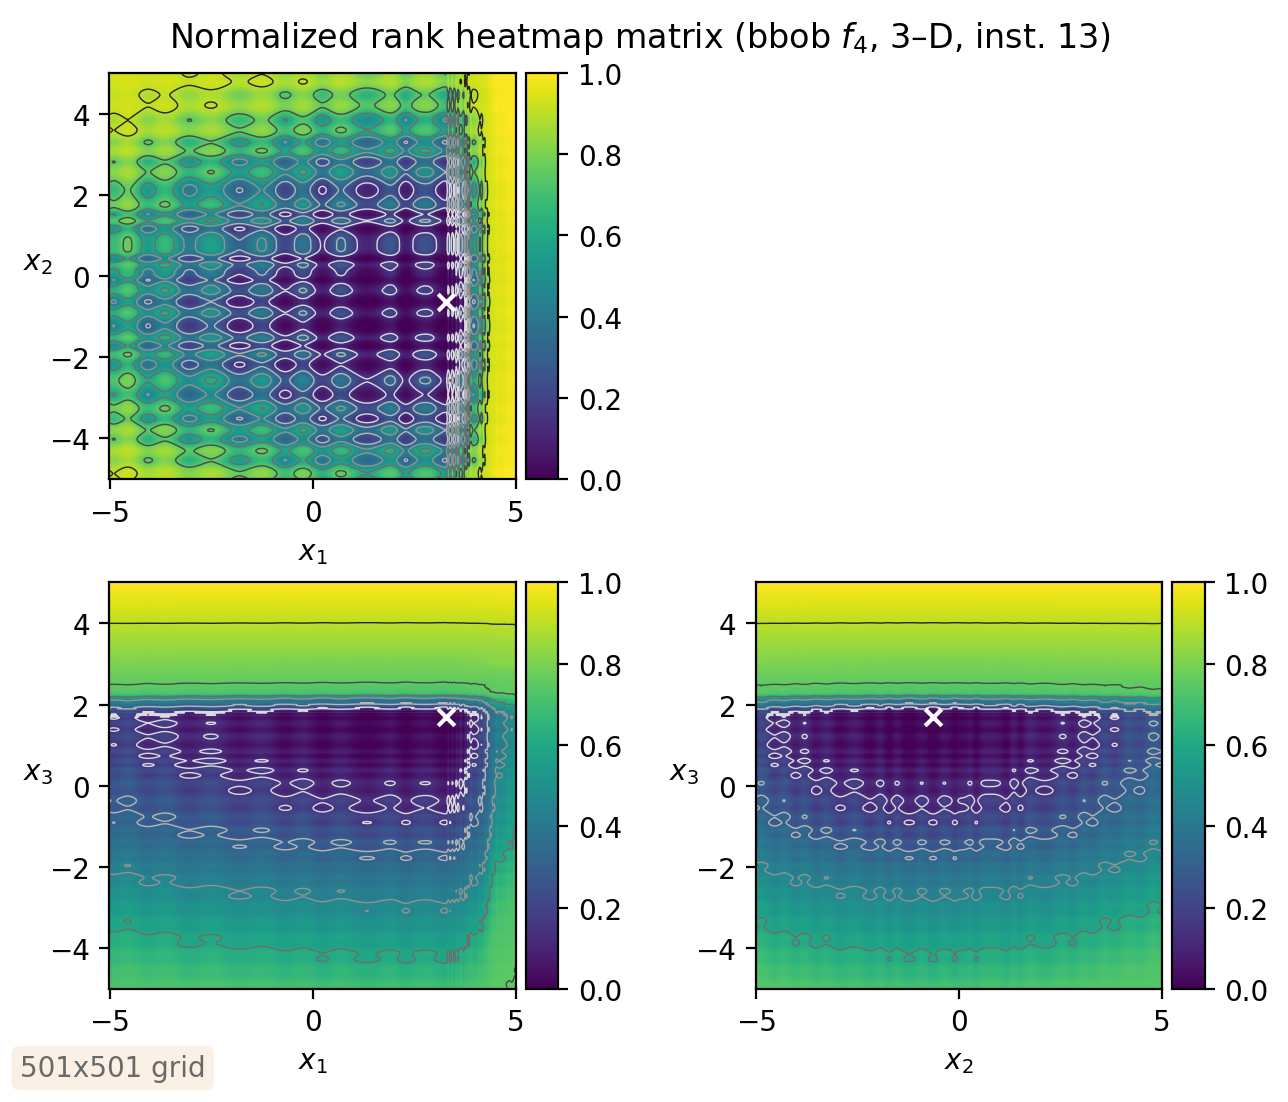 Normalized rank heatmap matrix (bbob f₄, 3–D, inst. 13)
1.0
4
0.8
2
0.6
x₂
0
0.4
−2
0.2
−4
0.0
−5 0 5
x₁
1.0 1.0
4 4
0.8 0.8
2 2
0.6 0.6
x₃ x₃
0 0
0.4 0.4
−2 −2
0.2 0.2
−4 −4
0.0 0.0
−5 0 5 −5 0 5
x₁ x₂
501x501 grid